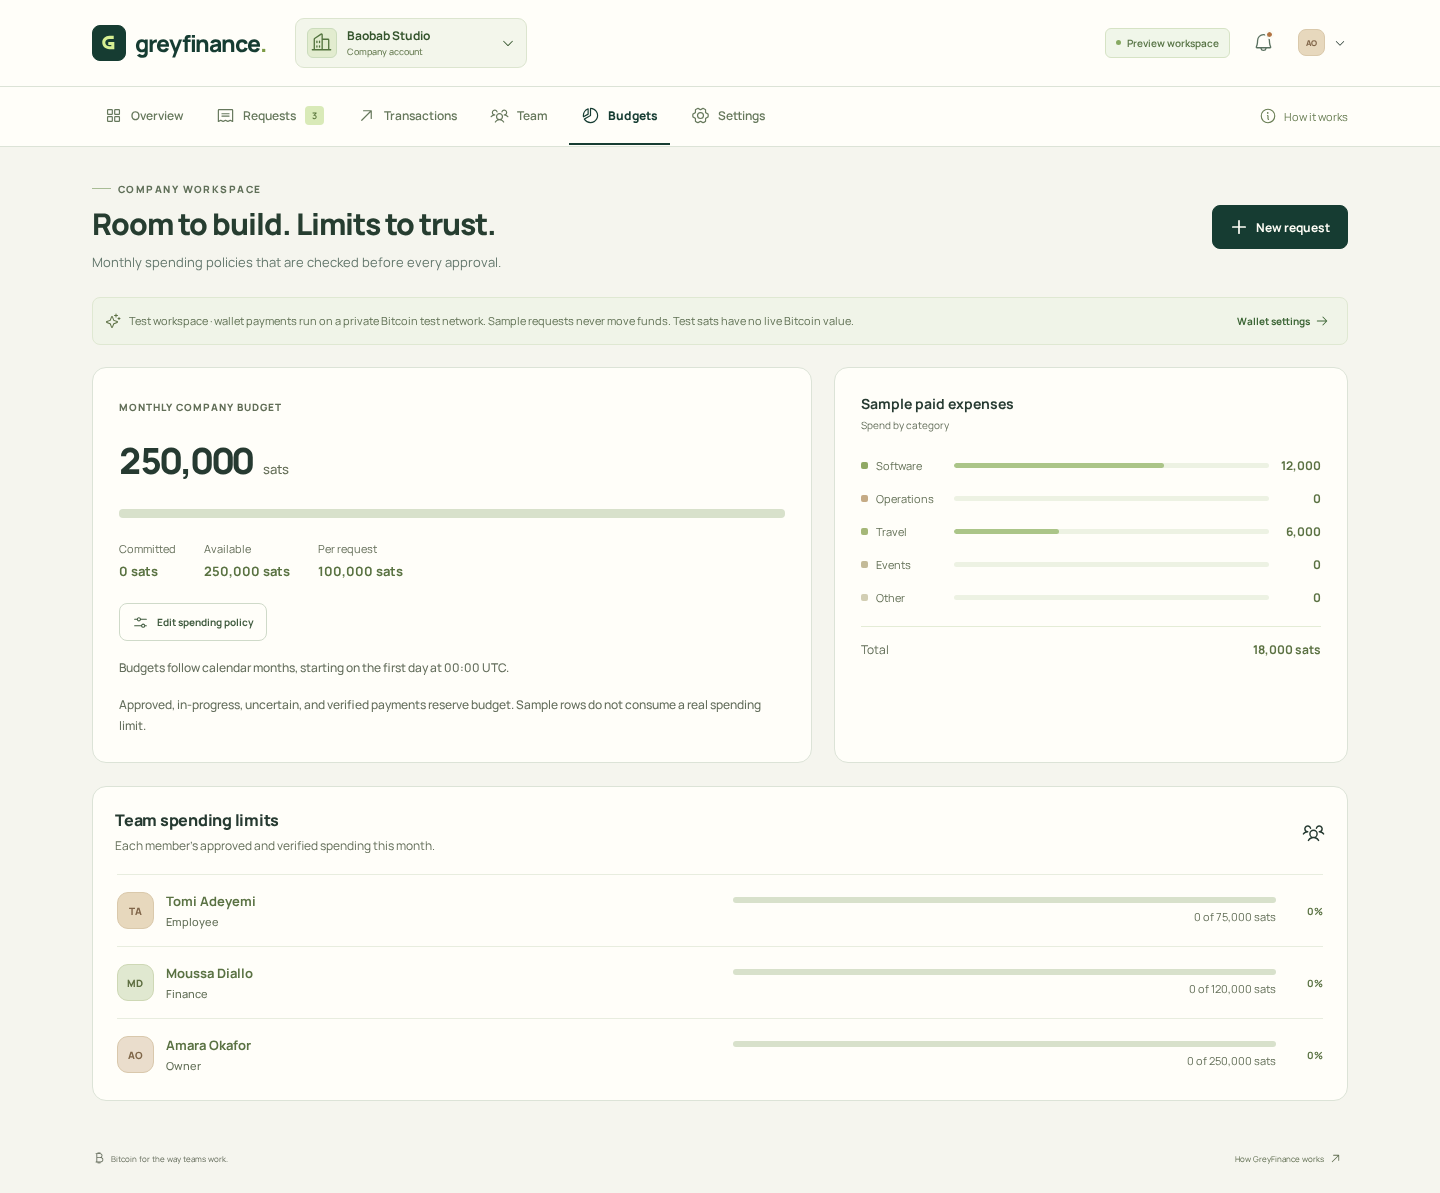 G greyfinance.
Baobab Studio
Company account
Preview workspace
AO
Overview
Requests 3
Transactions
Team
Budgets
Settings
How it works
COMPANY WORKSPACE
Room to build. Limits to trust.
Monthly spending policies that are checked before every approval.
New request
Test workspace · wallet payments run on a private Bitcoin test network. Sample requests never move funds. Test sats have no live Bitcoin value.
Wallet settings
MONTHLY COMPANY BUDGET
250,000 sats
Committed
0 sats
Available
250,000 sats
Per request
100,000 sats
Edit spending policy
Budgets follow calendar months, starting on the first day at 00:00 UTC.
Approved, in-progress, uncertain, and verified payments reserve budget. Sample rows do not consume a real spending
limit.
Sample paid expenses
Spend by category
Software 12,000
Operations 0
Travel 6,000
Events 0
Other 0
Total 18,000 sats
Team spending limits
Each member's approved and verified spending this month.
TA
Tomi Adeyemi
Employee
0 of 75,000 sats
0%
MD
Moussa Diallo
Finance
0 of 120,000 sats
0%
AO
Amara Okafor
Owner
0 of 250,000 sats
0%
Bitcoin for the way teams work.
How GreyFinance works